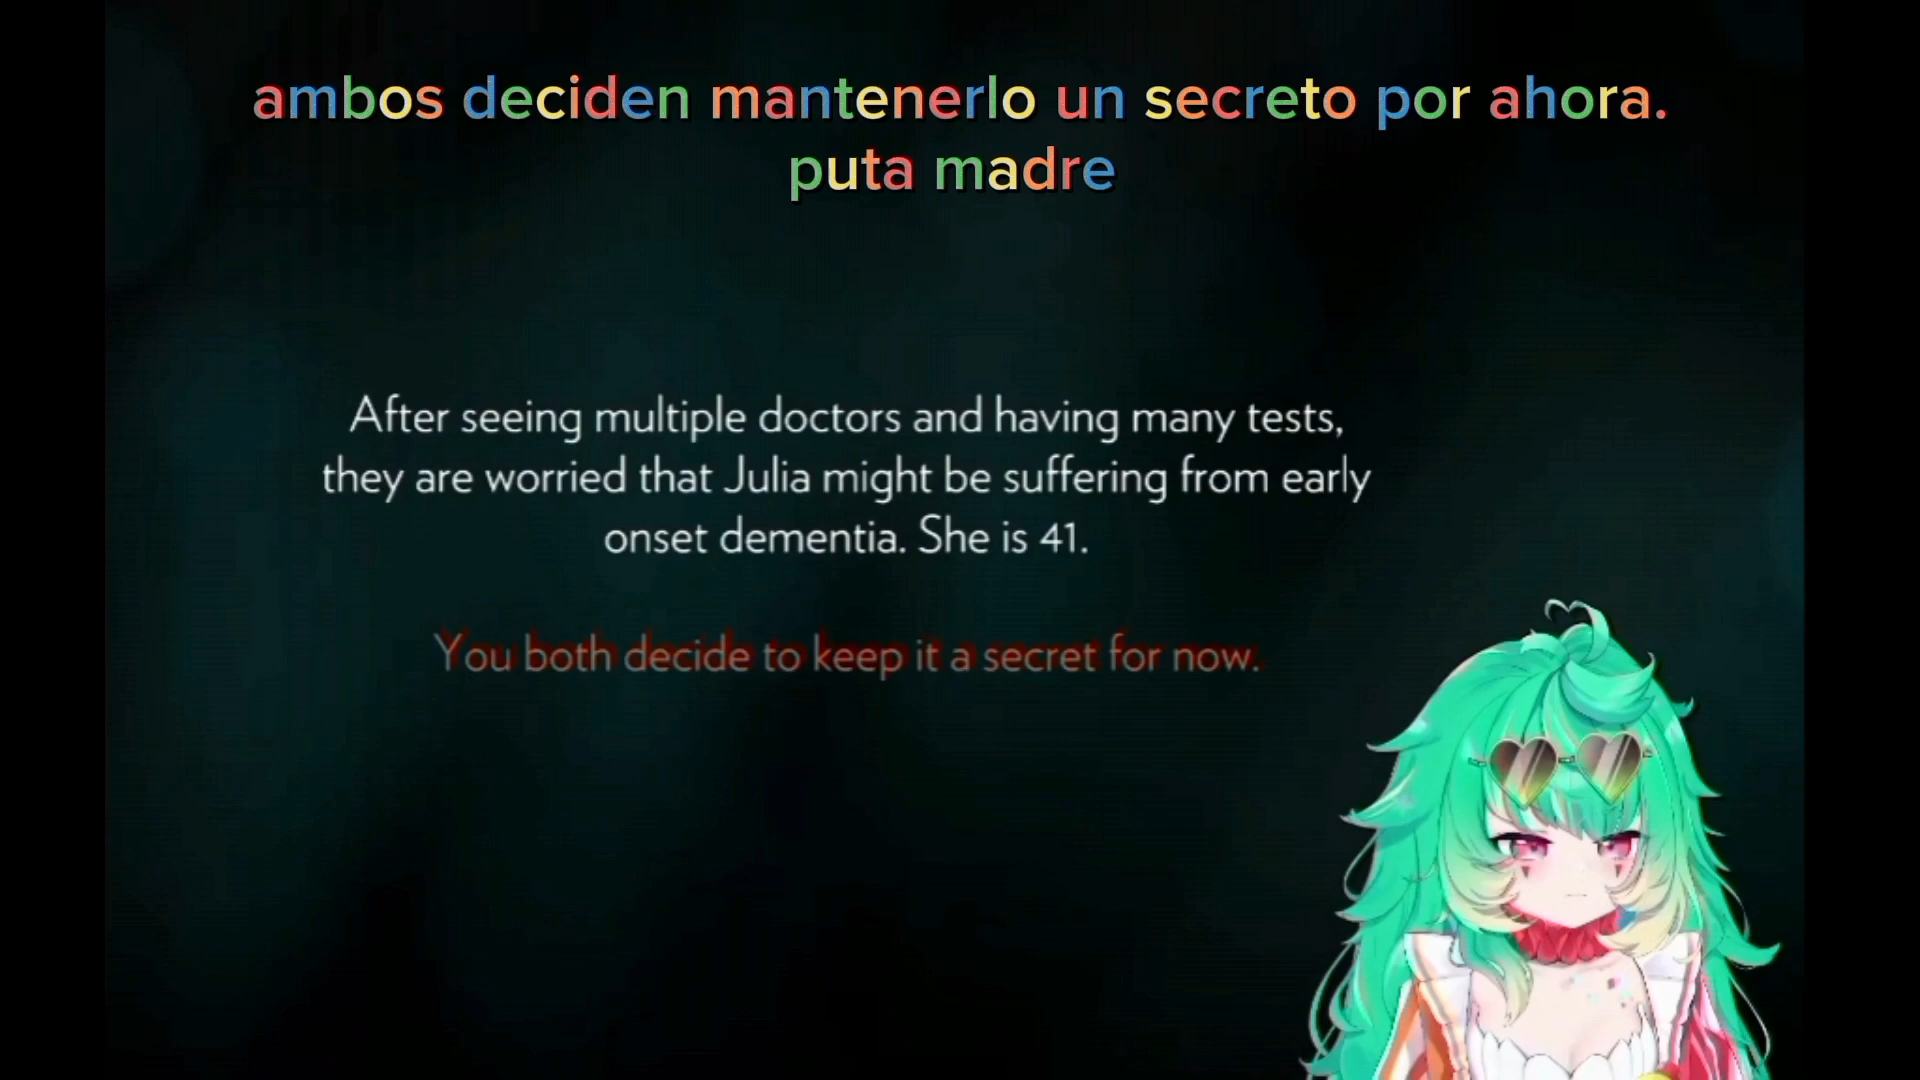 ambos deciden mantenerlo un secreto por ahora.
puta madre
After seeing multiple doctors and having many tests,
they are worried that Julia might be suffering from early
onset dementia. She is 41.
You both decide to keep it a secret for now.